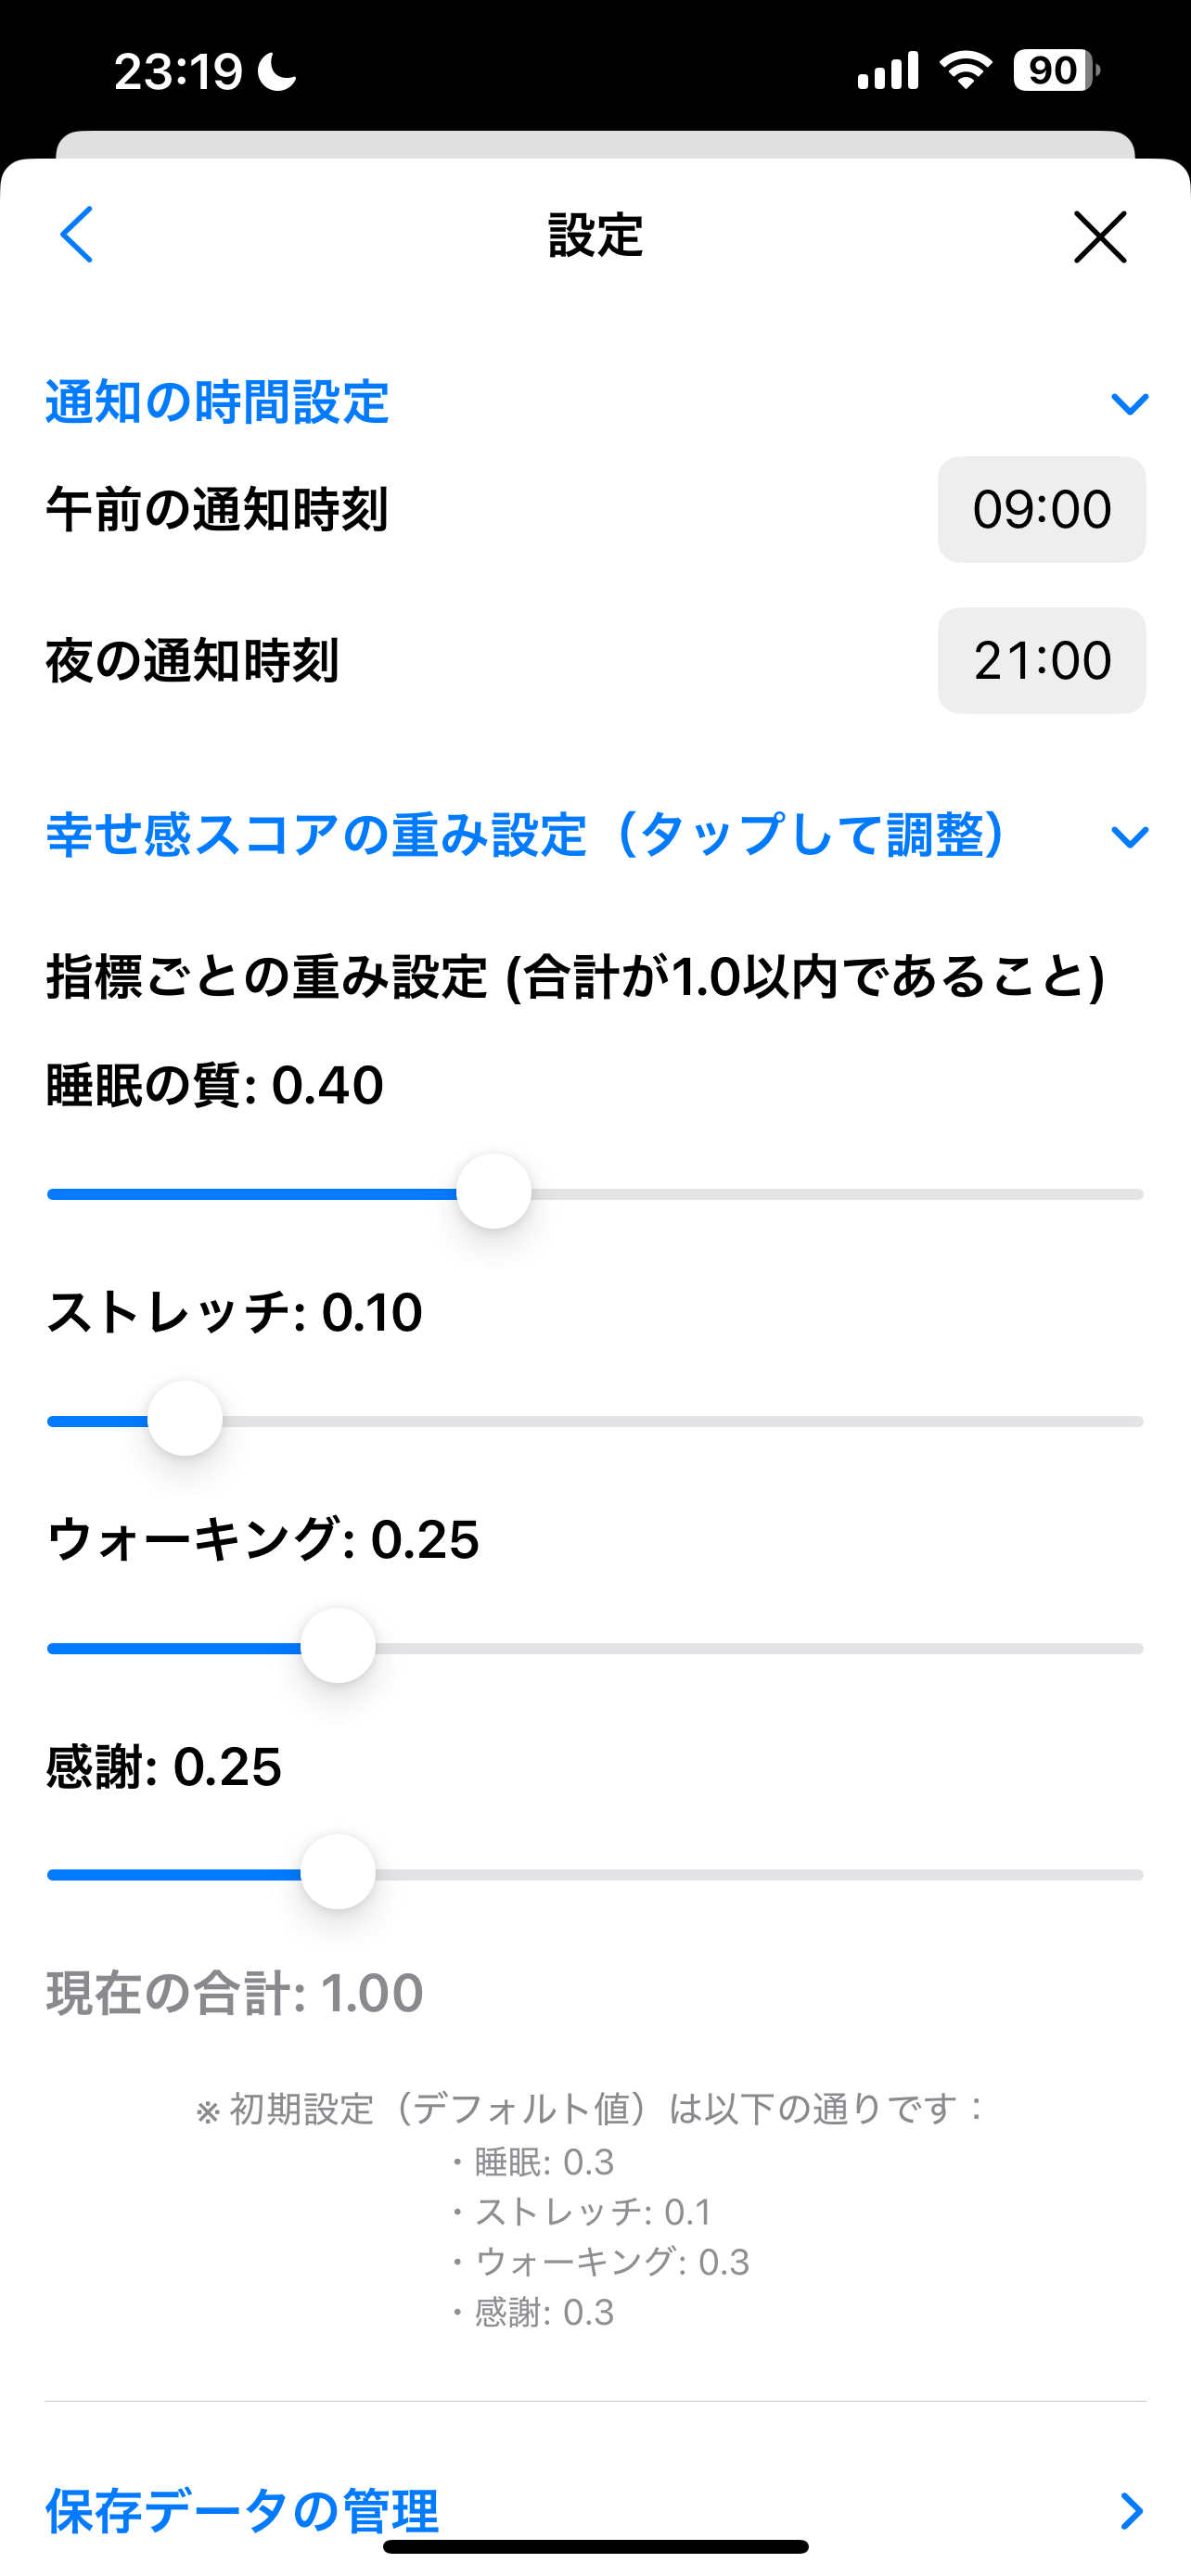 23:19
90
設定
通知の時間設定
午前の通知時刻
09:00
夜の通知時刻
21:00
幸せ感スコアの重み設定（タップして調整）
指標ごとの重み設定 (合計が1.0以内であること)
睡眠の質: 0.40
ストレッチ: 0.10
ウォーキング: 0.25
感謝: 0.25
現在の合計: 1.00
※ 初期設定（デフォルト値）は以下の通りです：
・睡眠: 0.3
・ストレッチ: 0.1
・ウォーキング: 0.3
・感謝: 0.3
保存データの管理